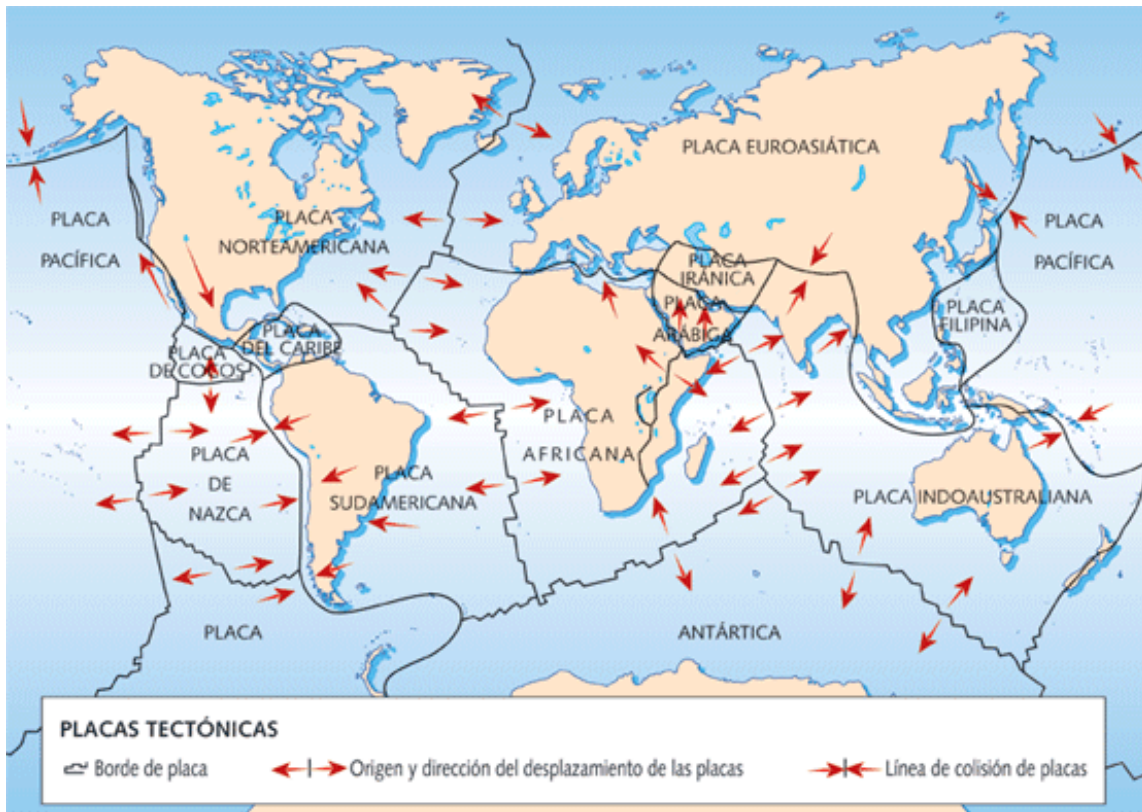 PLACA EUROASIÁTICA
PLACA
PACÍFICA
PLACA
NORTEAMERICANA
PLACA
PACÍFICA
PLACA
IRÁNICA
PLACA
ARÁBIGA
PLACA
FILIPINA
PLACA
DEL CARIBE
PLACA
DE COCOS
PLACA
AFRICANA
PLACA
DE
NAZCA
PLACA
SUDAMERICANA
PLACA INDOAUSTRALIANA
PLACA
ANTÁRTICA
PLACAS TECTÓNICAS
Borde de placa
Origen y dirección del desplazamiento de las placas
Línea de colisión de placas